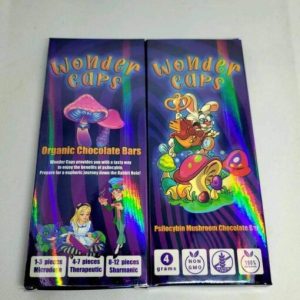 Wonder
Caps
Organic Chocolate Bars
Wonder Caps provides you with a tasty way
to enjoy the benefits of psilocybin.
Prepare for a euphoric journey down the Rabbit Hole!
1-3 pieces
Microdose
4-7 pieces
Therapeutic
8-12 pieces
Sharmanic
Wonder
Caps
Psilocybin Mushroom Chocolate Bar
4
grams
NON
GMO
100%